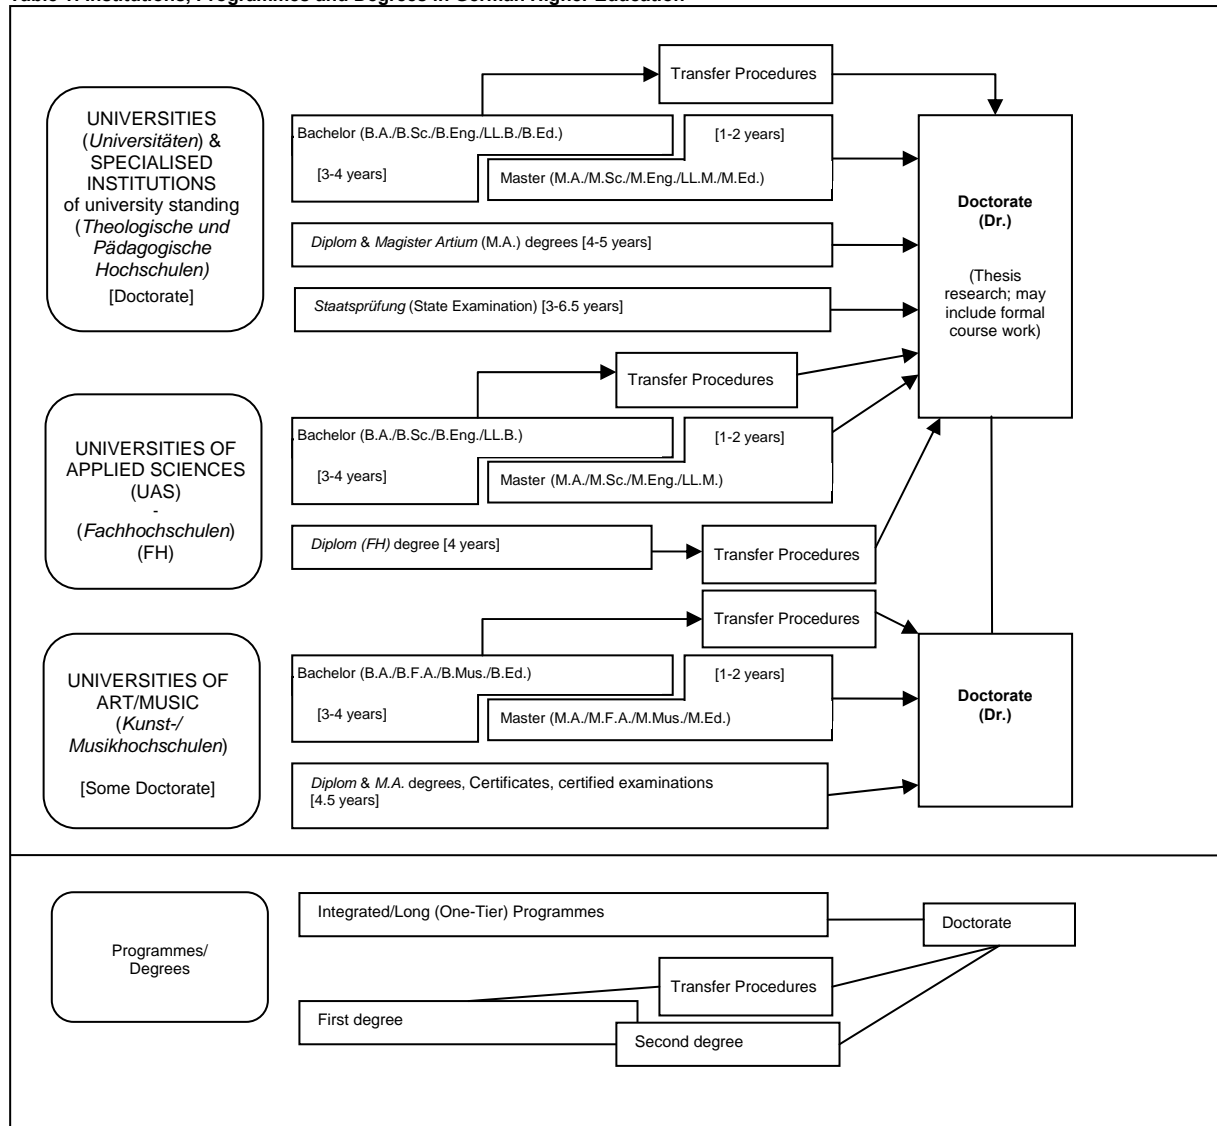 Table 1: Institutions, Programmes and Degrees in German Higher Education
Transfer Procedures
UNIVERSITIES
(Universitäten) &
SPECIALISED
INSTITUTIONS
of university standing
(Theologische und
Pädagogische
Hochschulen)
[Doctorate]
Bachelor (B.A./B.Sc./B.Eng./LL.B./B.Ed.)
[3-4 years]
[1-2 years]
Master (M.A./M.Sc./M.Eng./LL.M./M.Ed.)
Diplom & Magister Artium (M.A.) degrees [4-5 years]
Staatsprüfung (State Examination) [3-6.5 years]
Doctorate
(Dr.)
(Thesis
research; may
include formal
course work)
Transfer Procedures
UNIVERSITIES OF
APPLIED SCIENCES
(UAS)
-
(Fachhochschulen)
(FH)
Bachelor (B.A./B.Sc./B.Eng./LL.B.)
[3-4 years]
[1-2 years]
Master (M.A./M.Sc./M.Eng./LL.M.)
Diplom (FH) degree [4 years]
Transfer Procedures
Transfer Procedures
UNIVERSITIES OF
ART/MUSIC
(Kunst-/
Musikhochschulen)
[Some Doctorate]
Bachelor (B.A./B.F.A./B.Mus./B.Ed.)
[3-4 years]
[1-2 years]
Master (M.A./M.F.A./M.Mus./M.Ed.)
Diplom & M.A. degrees, Certificates, certified examinations
[4.5 years]
Doctorate
(Dr.)
Programmes/
Degrees
Integrated/Long (One-Tier) Programmes
Doctorate
Transfer Procedures
First degree
Second degree